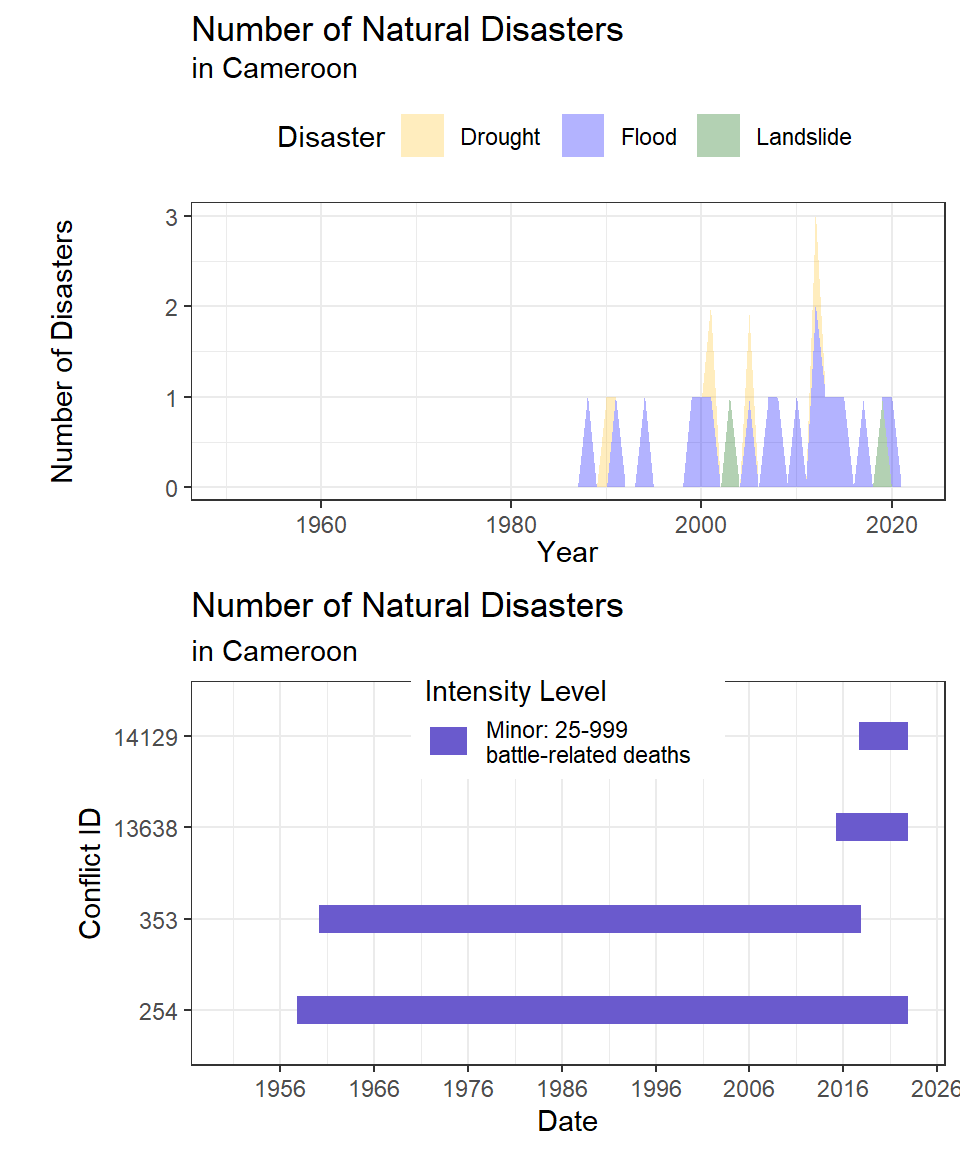 Number of Natural Disasters
in Cameroon
Disaster Drought Flood Landslide
Number of Disasters
3
2
1
0
1960 1980 2000 2020
Year
Number of Natural Disasters
in Cameroon
Intensity Level
Minor: 25-999
battle-related deaths
Conflict ID
14129
13638
353
254
1956 1966 1976 1986 1996 2006 2016 2026
Date